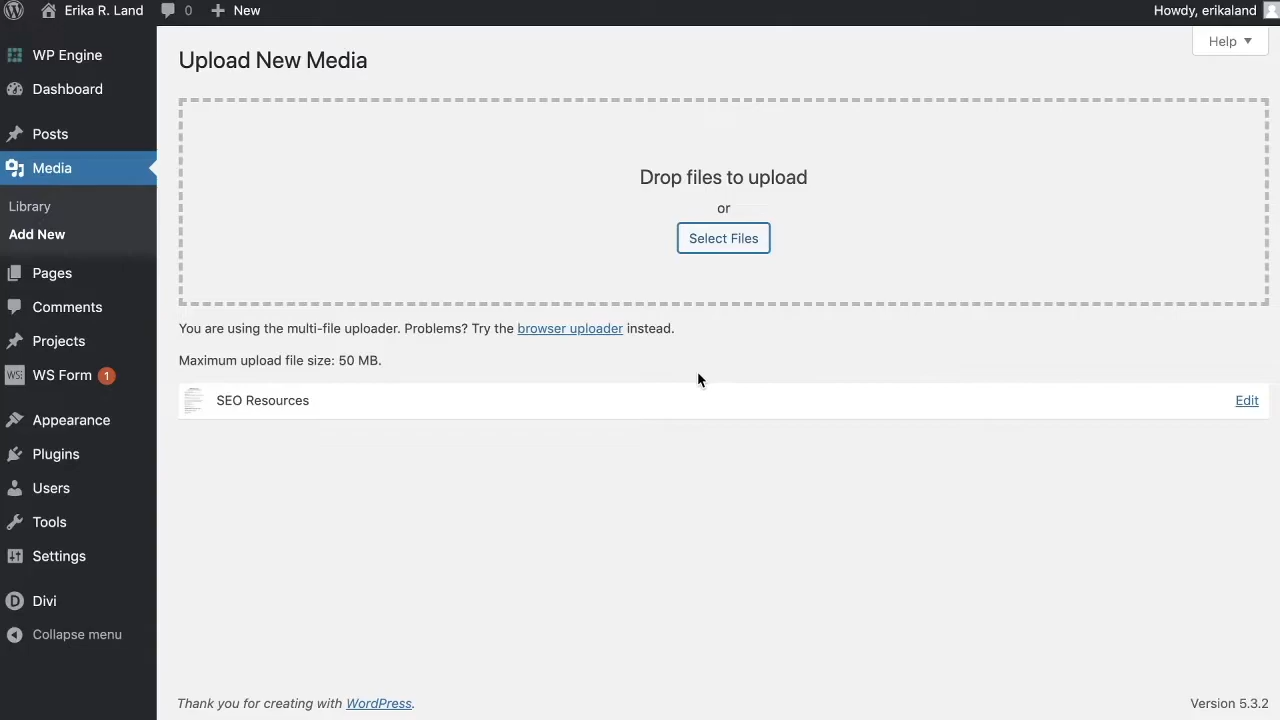 Erika R. Land 0 New Howdy, erikaland
WP Engine
Dashboard
Posts
Media
Library
Add New
Pages
Comments
Projects
WS Form 1
Appearance
Plugins
Users
Tools
Settings
Divi
Collapse menu
Help
Upload New Media
Drop files to upload
or
Select Files
You are using the multi-file uploader. Problems? Try the browser uploader instead.
Maximum upload file size: 50 MB.
SEO Resources Edit
Thank you for creating with WordPress. Version 5.3.2